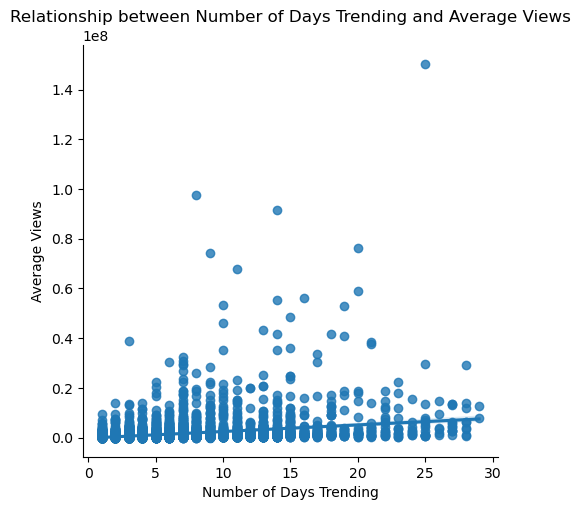 Relationship between Number of Days Trending and Average Views
1e8
1.4
1.2
1.0
0.8
0.6
0.4
0.2
0.0
Average Views
0 5 10 15 20 25 30
Number of Days Trending